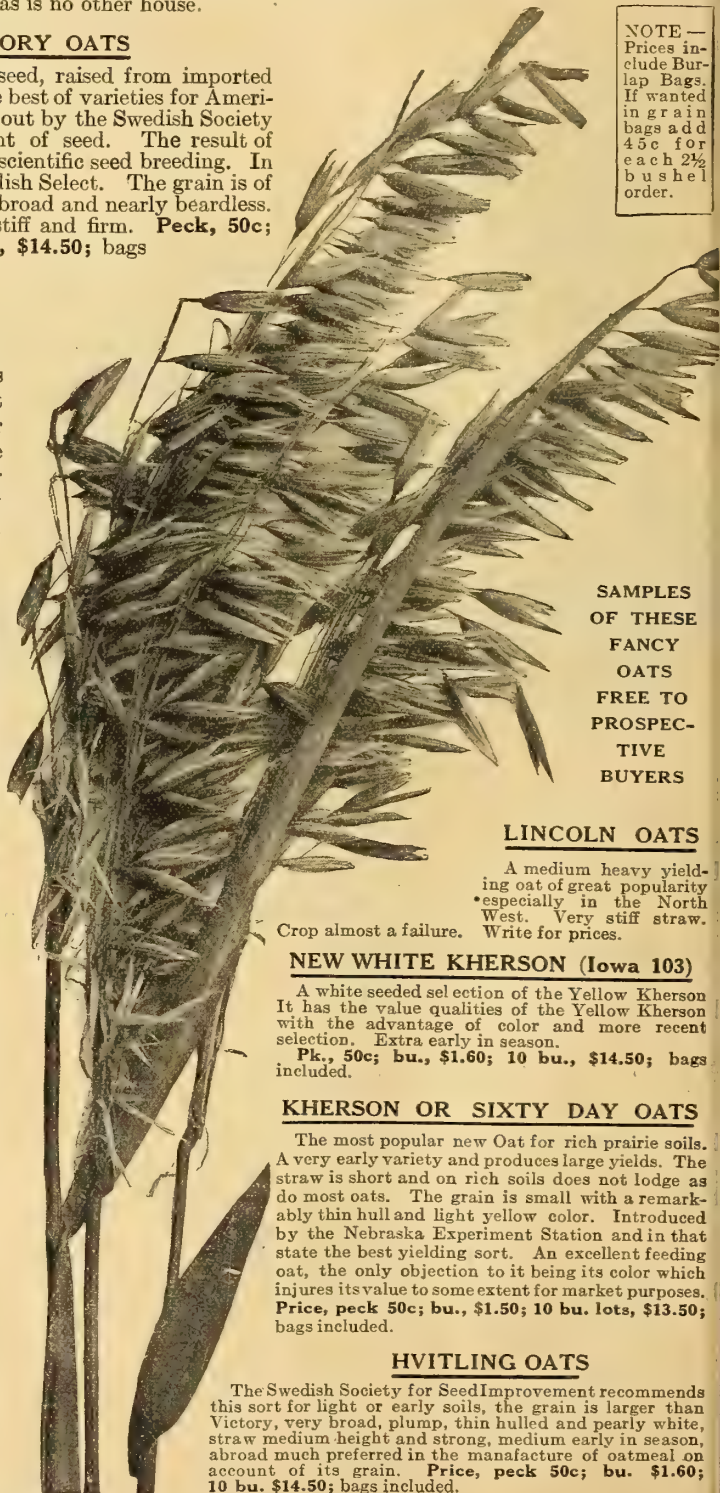 as is no other house.
ORY OATS
seed, raised from imported
best of varieties for Ameri-
out by the Swedish Society
nt of seed. The result of
scientific seed breeding. In
lish Select. The grain is of
broad and nearly beardless.
stiff and firm. Peck, 50c;
, $14.50; bags
NOTE —
Prices in-
clude Bur-
lap Bags.
If wanted
in grain
bags add
45c for
each 2½
bushel
order.
SAMPLES
OF THESE
FANCY
OATS
FREE TO
PROSPEC-
TIVE
BUYERS
LINCOLN OATS
A medium heavy yield-
ing oat of great popularity
especially in the North
West. Very stiff straw.
Crop almost a failure. Write for prices.
NEW WHITE KHERSON (Iowa 103)
A white seeded sel ection of the Yellow Kherson
It has the value qualities of the Yellow Kherson
with the advantage of color and more recent
selection. Extra early in season.
Pk., 50c; bu., $1.60; 10 bu., $14.50; bags
included.
KHERSON OR SIXTY DAY OATS
The most popular new Oat for rich prairie soils.
A very early variety and produces large yields. The
straw is short and on rich soils does not lodge as
do most oats. The grain is small with a remark-
ably thin hull and light yellow color. Introduced
by the Nebraska Experiment Station and in that
state the best yielding sort. An excellent feeding
oat, the only objection to it being its color which
injures its value to some extent for market purposes.
Price, peck 50c; bu., $1.50; 10 bu. lots, $13.50;
bags included.
HVITLING OATS
The Swedish Society for Seed Improvement recommends
this sort for light or early soils, the grain is larger than
Victory, very broad, plump, thin hulled and pearly white,
straw medium height and strong, medium early in season,
abroad much preferred in the manafacture of oatmeal on
account of its grain. Price, peck 50c; bu. $1.60;
10 bu. $14.50; bags included.